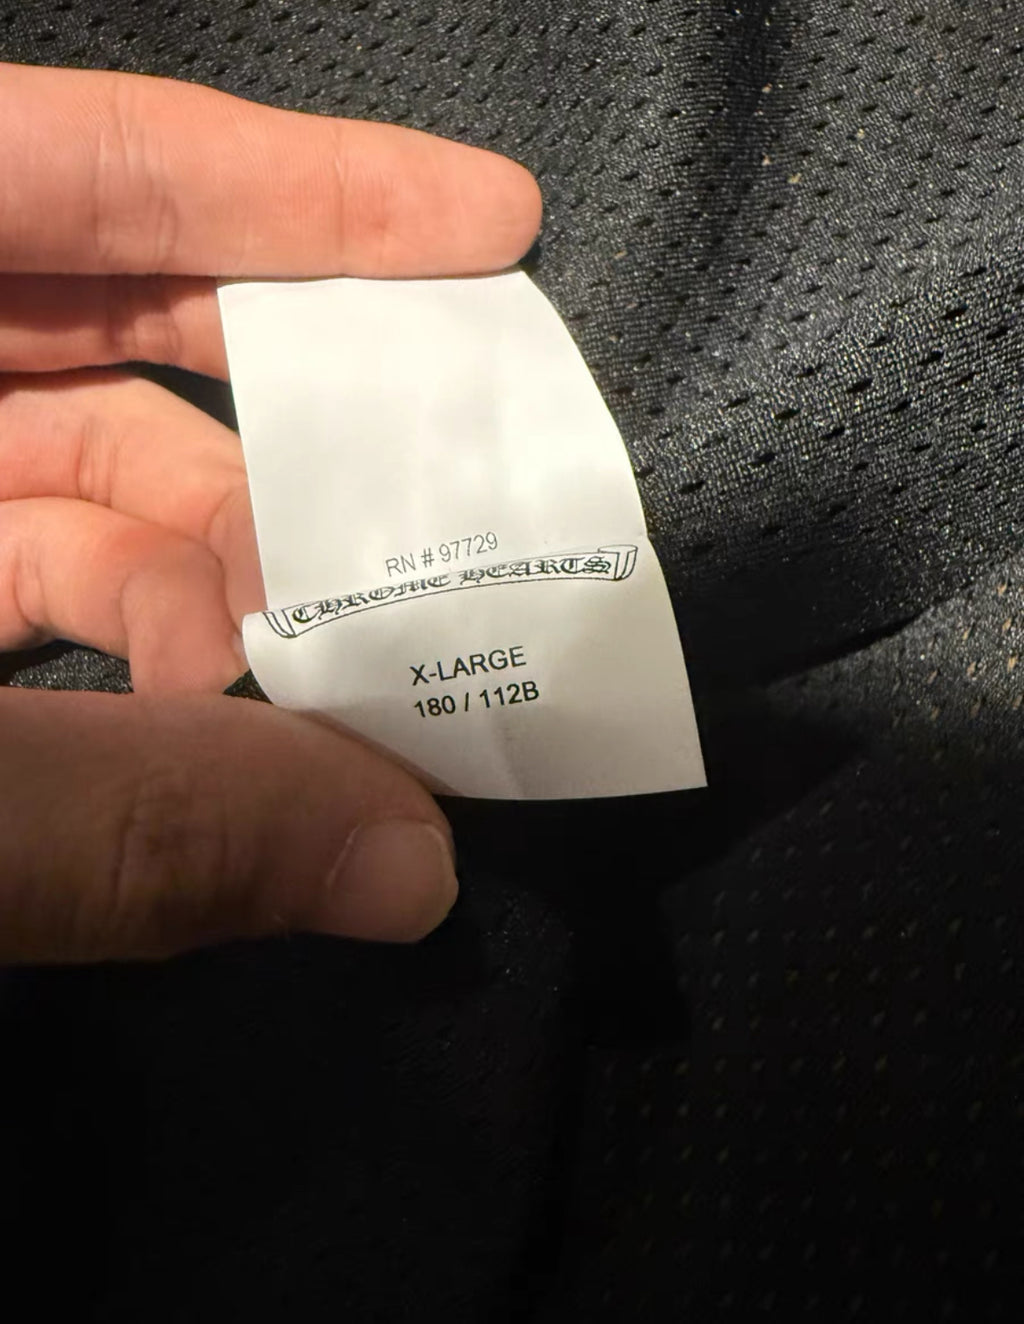 RN # 97729
CHROME HEARTS
X-LARGE
180 / 112B